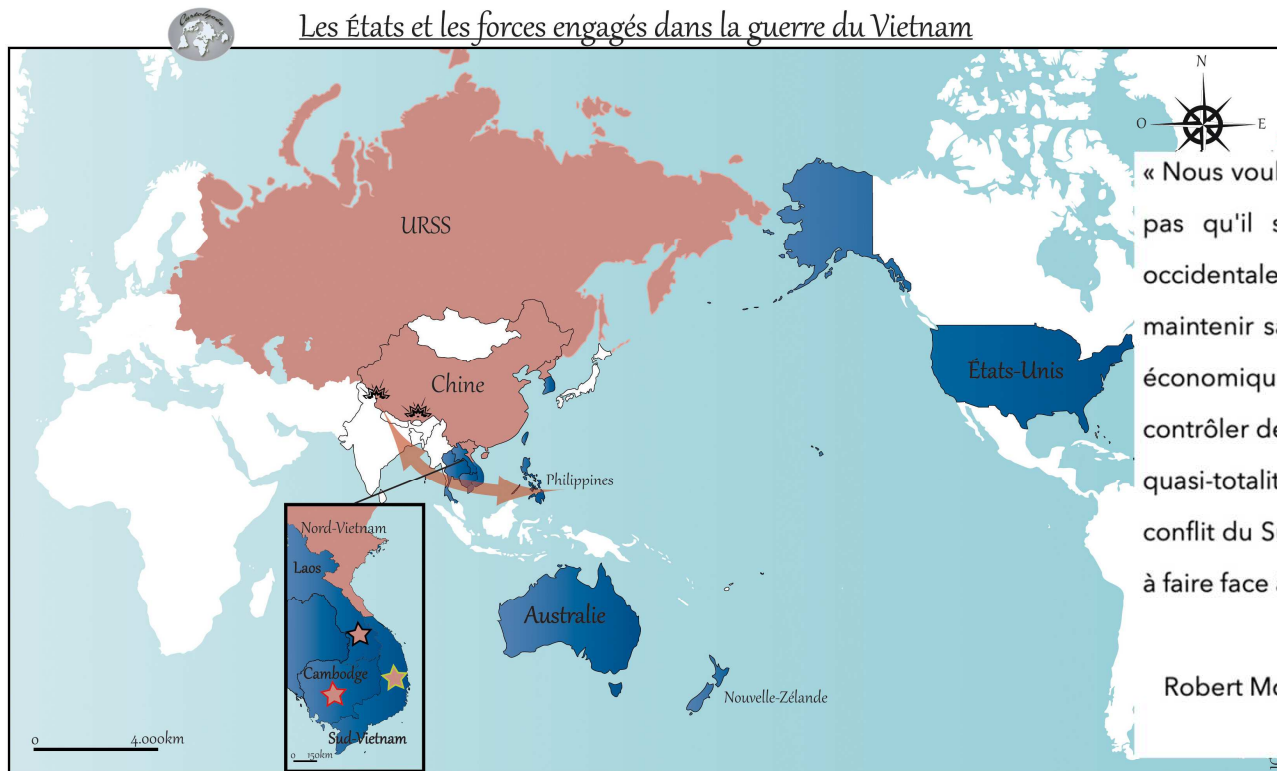 Cartolycée
Les États et les forces engagés dans la guerre du Vietnam
N
O
E
URSS
Chine
États-Unis
Philippines
Australie
Nouvelle-Zélande
Nord-Vietnam
Laos
Cambodge
Sud-Vietnam
0 150km
0 4.000km
« Nous voul
pas qu'il s
occidentale
maintenir sa
économiqu
contrôler de
quasi-totalit
conflit du Su
à faire face a
Robert Mc